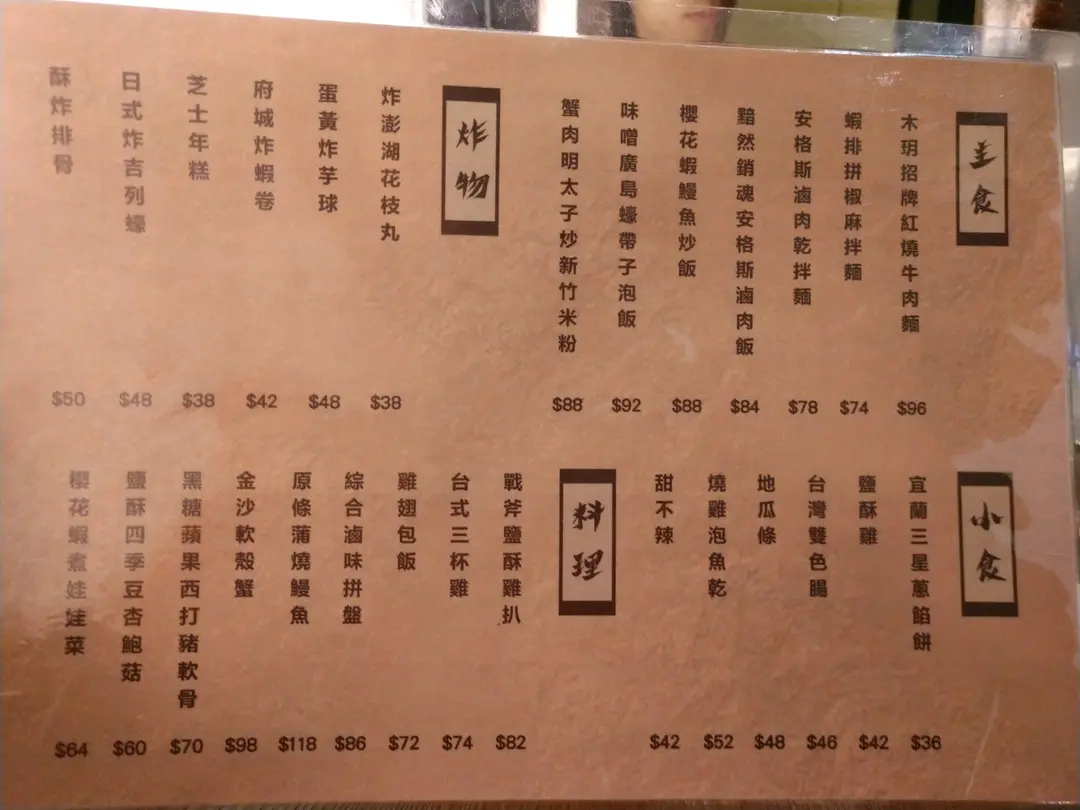 主食
木玥招牌紅燒牛肉麵 $96
蝦排拼椒麻拌麵 $74
安格斯滷肉乾拌麵 $78
黯然銷魂安格斯滷肉飯 $84
櫻花蝦鰻魚炒飯 $88
味噌廣島蠔帶子泡飯 $92
蟹肉明太子炒新竹米粉 $88
炸物
炸澎湖花枝丸 $38
蛋黃炸芋球 $48
府城炸蝦卷 $42
芝士年糕 $38
日式炸吉列蠔 $48
酥炸排骨 $50
小食
宜蘭三星蔥餡餅 $36
鹽酥雞 $42
台灣雙色腸 $46
地瓜條 $48
燒雞泡魚乾 $52
甜不辣 $42
料理
戰斧鹽酥雞扒 $82
台式三杯雞 $74
雞翅包飯 $72
綜合滷味拼盤 $86
原條蒲燒鰻魚 $118
金沙軟殼蟹 $98
黑糖蘋果西打豬軟骨 $70
鹽酥四季豆杏鮑菇 $60
櫻花蝦煮娃娃菜 $64